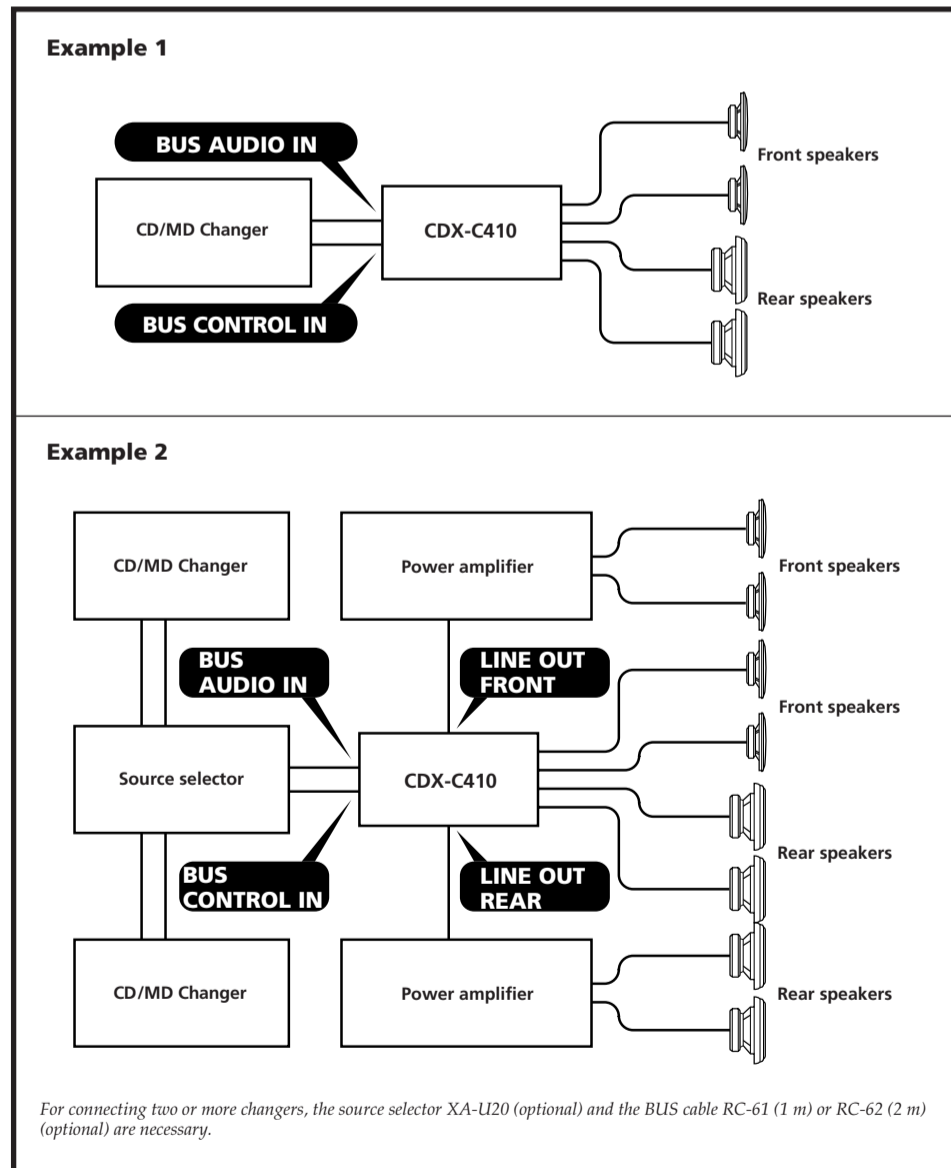 Example 1
BUS AUDIO IN
Front speakers
CD/MD Changer
CDX-C410
Rear speakers
BUS CONTROL IN
Example 2
CD/MD Changer
Power amplifier
Front speakers
BUS
AUDIO IN
LINE OUT
FRONT
Front speakers
Source selector
CDX-C410
BUS
CONTROL IN
LINE OUT
REAR
Rear speakers
CD/MD Changer
Power amplifier
Rear speakers
For connecting two or more changers, the source selector XA-U20 (optional) and the BUS cable RC-61 (1 m) or RC-62 (2 m)
(optional) are necessary.